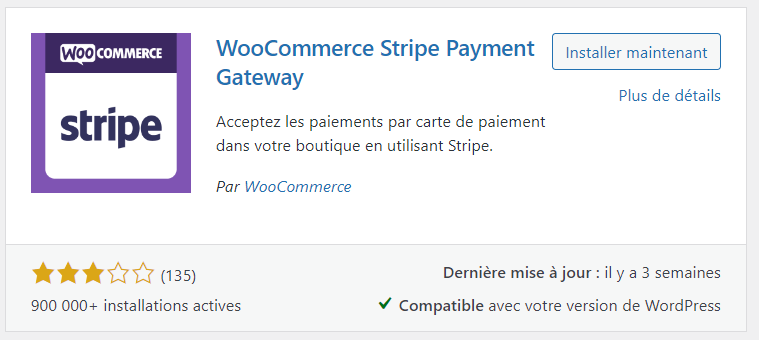 WOO COMMERCE
stripe
WooCommerce Stripe Payment
Gateway
Installer maintenant
Plus de détails
Acceptez les paiements par carte de paiement
dans votre boutique en utilisant Stripe.
Par WooCommerce
(135)
900 000+ installations actives
Dernière mise à jour : il y a 3 semaines
Compatible avec votre version de WordPress